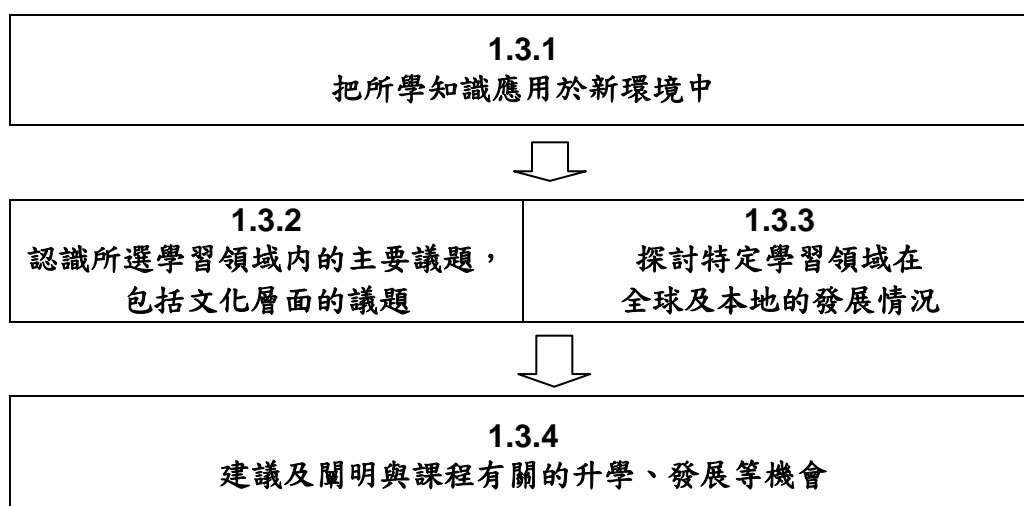 1.3.1
把所學知識應用於新環境中
1.3.2
認識所選學習領域內的主要議題，
包括文化層面的議題
1.3.3
探討特定學習領域在
全球及本地的發展情況
1.3.4
建議及闡明與課程有關的升學、發展等機會